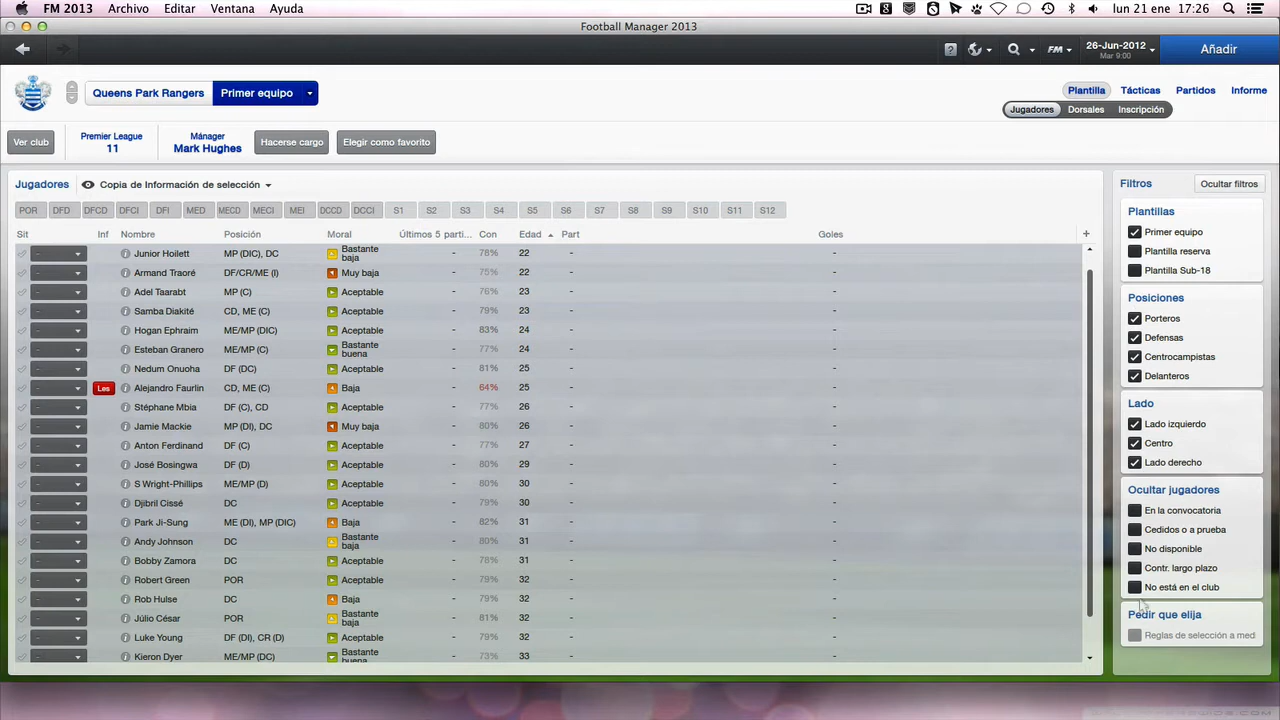 FM 2013 Archivo Editar Ventana Ayuda lun 21 ene 17:26
Football Manager 2013
FM 26-Jun-2012 Añadir
Mar 9:00
Queens Park Rangers Primer equipo
Plantilla Tácticas Partidos Informe
Jugadores Dorsales Inscripción
Ver club Premier League Mánager Hacerse cargo Elegir como favorito
11 Mark Hughes
Jugadores Copia de Información de selección
POR DFD DFCD DFCI DFI MED MECD MECI MEI DCCD DCCI S1 S2 S3 S4 S5 S6 S7 S8 S9 S10 S11 S12
Sit Inf Nombre Posición Moral Últimos 5 parti... Con Edad Part Goles +
- Junior Hoilett MP (DIC), DC Bastante baja - 78% 22 - -
- Armand Traoré DF/CR/ME (I) Muy baja - 75% 22 - -
- Adel Taarabt MP (C) Aceptable - 76% 23 - -
- Samba Diakité CD, ME (C) Aceptable - 79% 23 - -
- Hogan Ephraim ME/MP (DIC) Aceptable - 83% 24 - -
- Esteban Granero ME/MP (C) Bastante buena - 77% 24 - -
- Nedum Onuoha DF (DC) Aceptable - 81% 25 - -
- Les Alejandro Faurlin CD, ME (C) Baja - 64% 25 - -
- Stéphane Mbia DF (C), CD Aceptable - 77% 26 - -
- Jamie Mackie MP (DI), DC Muy baja - 80% 26 - -
- Anton Ferdinand DF (C) Aceptable - 77% 27 - -
- José Bosingwa DF (D) Aceptable - 80% 29 - -
- S Wright-Phillips ME/MP (D) Aceptable - 80% 30 - -
- Djibril Cissé DC Aceptable - 79% 30 - -
- Park Ji-Sung ME (DI), MP (DIC) Baja - 82% 31 - -
- Andy Johnson DC Bastante baja - 80% 31 - -
- Bobby Zamora DC Aceptable - 78% 31 - -
- Robert Green POR Aceptable - 79% 32 - -
- Rob Hulse DC Baja - 79% 32 - -
- Júlio César POR Bastante baja - 79% 32 - -
- Luke Young DF (DI), CR (D) Aceptable - 79% 32 - -
- Kieron Dyer ME/MP (DC) Bastante buena - 73% 33 - -
Filtros Ocultar filtros
Plantillas
Primer equipo
Plantilla reserva
Plantilla Sub-18
Posiciones
Porteros
Defensas
Centrocampistas
Delanteros
Lado
Lado izquierdo
Centro
Lado derecho
Ocultar jugadores
En la convocatoria
Cedidos o a prueba
No disponible
Contr. largo plazo
No está en el club
Pedir que elija
Reglas de selección a med